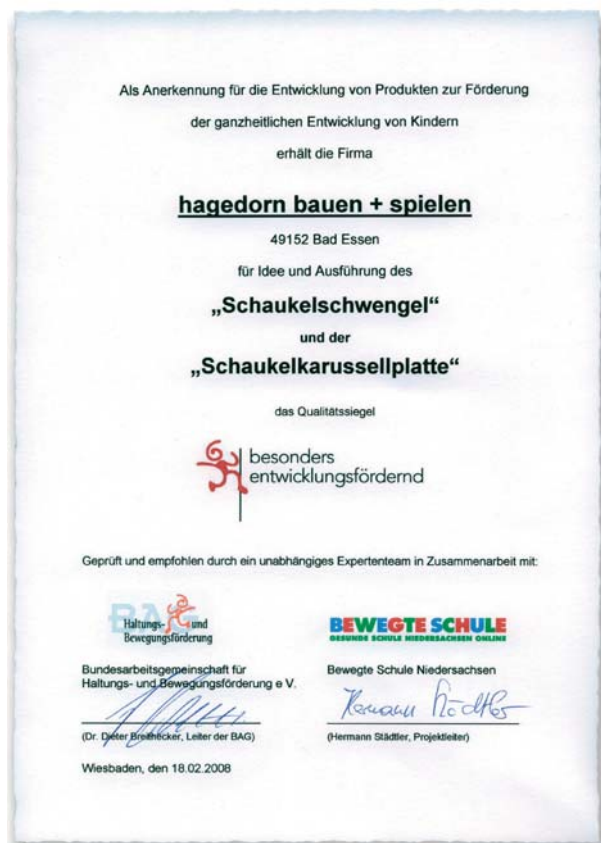 Als Anerkennung für die Entwicklung von Produkten zur Förderung
der ganzheitlichen Entwicklung von Kindern
erhält die Firma
hagedorn bauen + spielen
49152 Bad Essen
für Idee und Ausführung des
„Schaukelschwengel“
und der
„Schaukelkarussellplatte“
das Qualitätssiegel
besonders
entwicklungsfördernd
Geprüft und empfohlen durch ein unabhängiges Expertenteam in Zusammenarbeit mit:
BAG
Haltungs- und
Bewegungsförderung
Bundesarbeitsgemeinschaft für
Haltungs- und Bewegungsförderung e V.
(Dr. Dieter Breithecker, Leiter der BAG)
Wiesbaden, den 18.02.2008
BEWEGTE SCHULE
GESUNDE SCHULE NIEDERSACHSEN ONLINE
Bewegte Schule Niedersachsen
Hermann Städtler
(Hermann Städtler, Projektleiter)